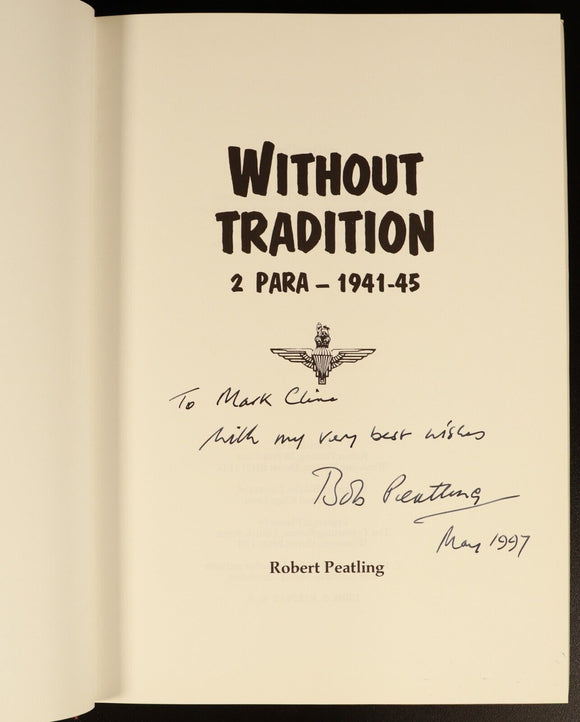 WITHOUT
TRADITION
2 PARA – 1941-45
To Mark Cline
With my very best wishes
Bob Peatling
May 1997
Robert Peatling